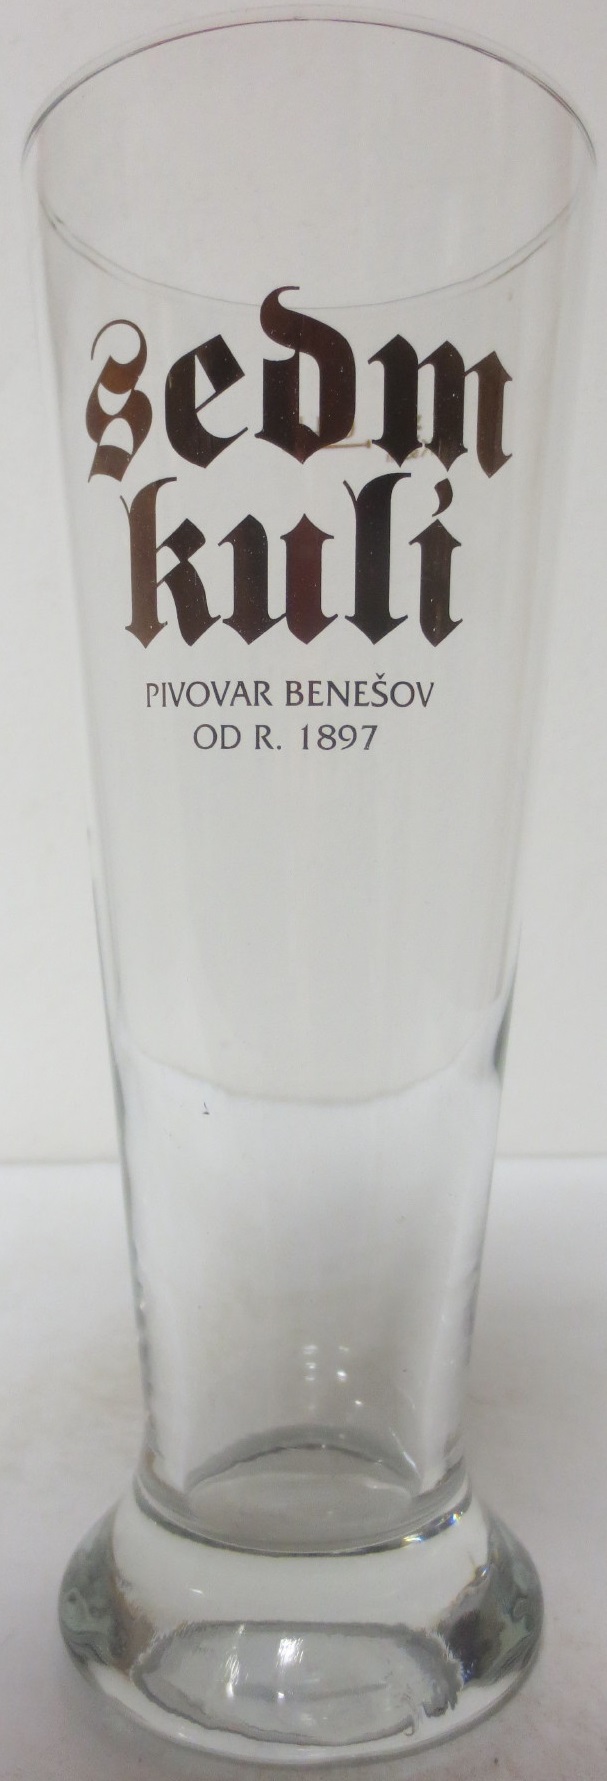 sedm
kulí
PIVOVAR BENEŠOV
OD R. 1897